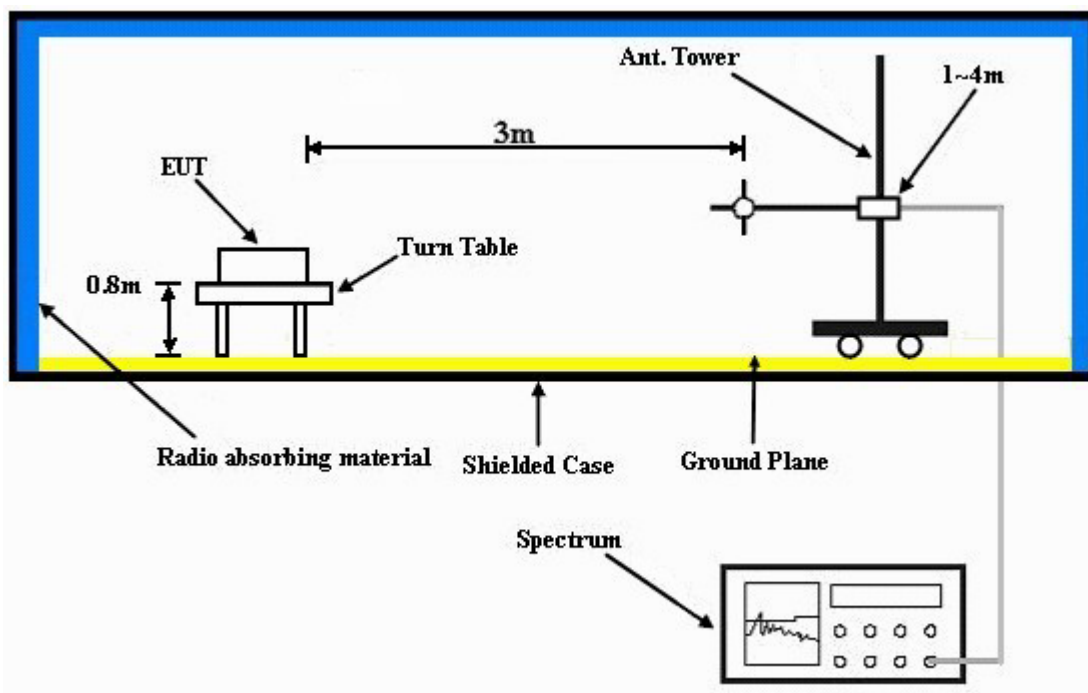 Ant. Tower
1~4m
3m
EUT
Turn Table
0.8m
Radio absorbing material
Shielded Case
Ground Plane
Spectrum